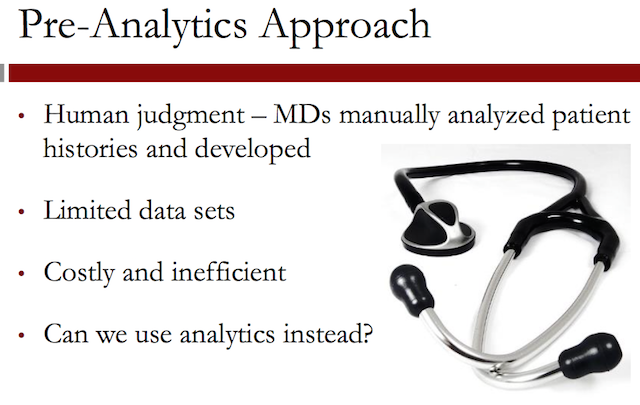 Pre-Analytics Approach
• Human judgment – MDs manually analyzed patient
histories and developed
• Limited data sets
• Costly and inefficient
• Can we use analytics instead?